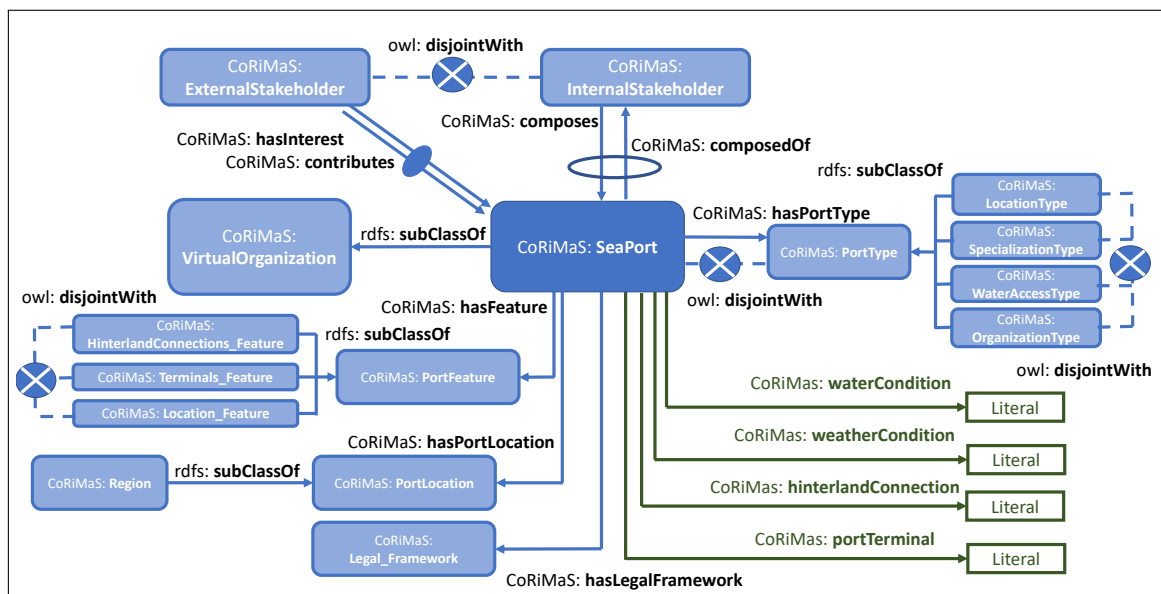 owl: disjointWith
CoRiMaS:
ExternalStakeholder
CoRiMaS:
InternalStakeholder
CoRiMaS: hasInterest
CoRiMaS: contributes
CoRiMaS: composes
CoRiMaS: composedOf
rdfs: subClassOf
CoRiMaS:
LocationType
CoRiMaS:
SpecializationType
CoRiMaS:
WaterAccessType
CoRiMaS:
OrganizationType
owl: disjointWith
CoRiMaS: hasPortType
CoRiMaS: PortType
owl: disjointWith
CoRiMaS: SeaPort
rdfs: subClassOf
CoRiMaS:
VirtualOrganization
CoRiMaS: hasFeature
owl: disjointWith
CoRiMaS:
HinterlandConnections_Feature
CoRiMaS: Terminals_Feature
CoRiMaS: Location_Feature
rdfs: subClassOf
CoRiMaS: PortFeature
CoRiMaS: hasPortLocation
CoRiMaS: Region
rdfs: subClassOf
CoRiMaS: PortLocation
CoRiMaS:
Legal_Framework
CoRiMaS: hasLegalFramework
CoRiMas: waterCondition
Literal
CoRiMas: weatherCondition
Literal
CoRiMas: hinterlandConnection
Literal
CoRiMas: portTerminal
Literal